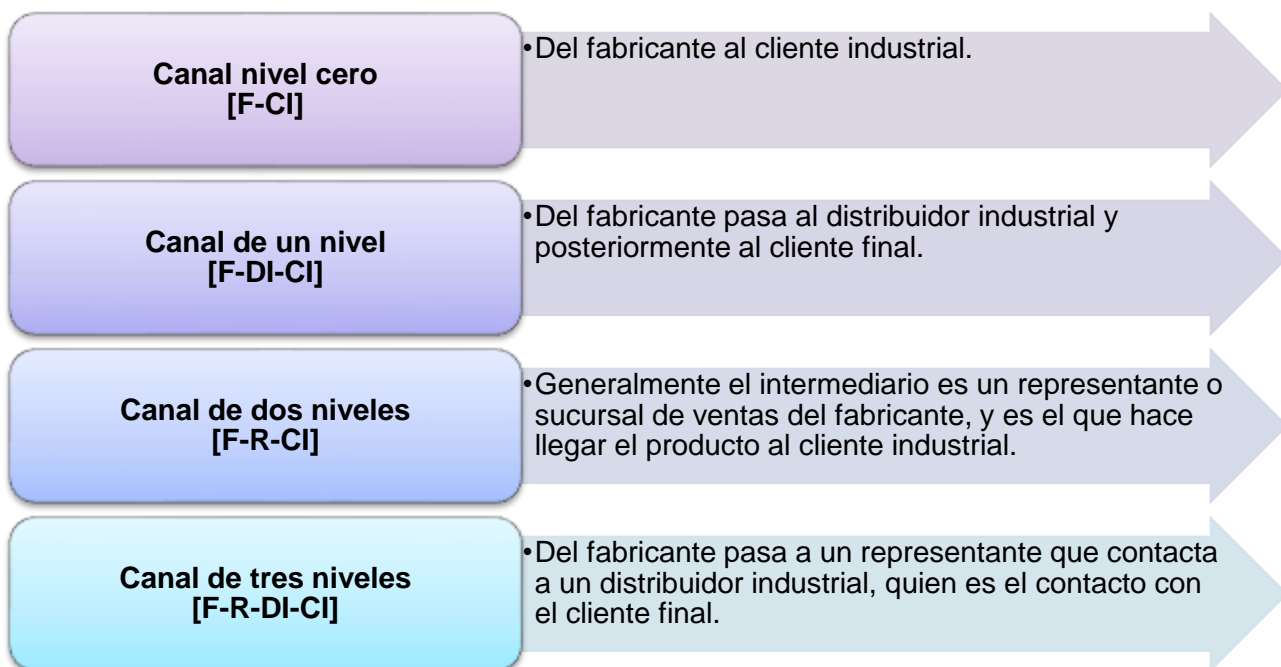 Canal nivel cero
[F-CI]
•Del fabricante al cliente industrial.
Canal de un nivel
[F-DI-CI]
•Del fabricante pasa al distribuidor industrial y
posteriormente al cliente final.
Canal de dos niveles
[F-R-CI]
•Generalmente el intermediario es un representante o
sucursal de ventas del fabricante, y es el que hace
llegar el producto al cliente industrial.
Canal de tres niveles
[F-R-DI-CI]
•Del fabricante pasa a un representante que contacta
a un distribuidor industrial, quien es el contacto con
el cliente final.